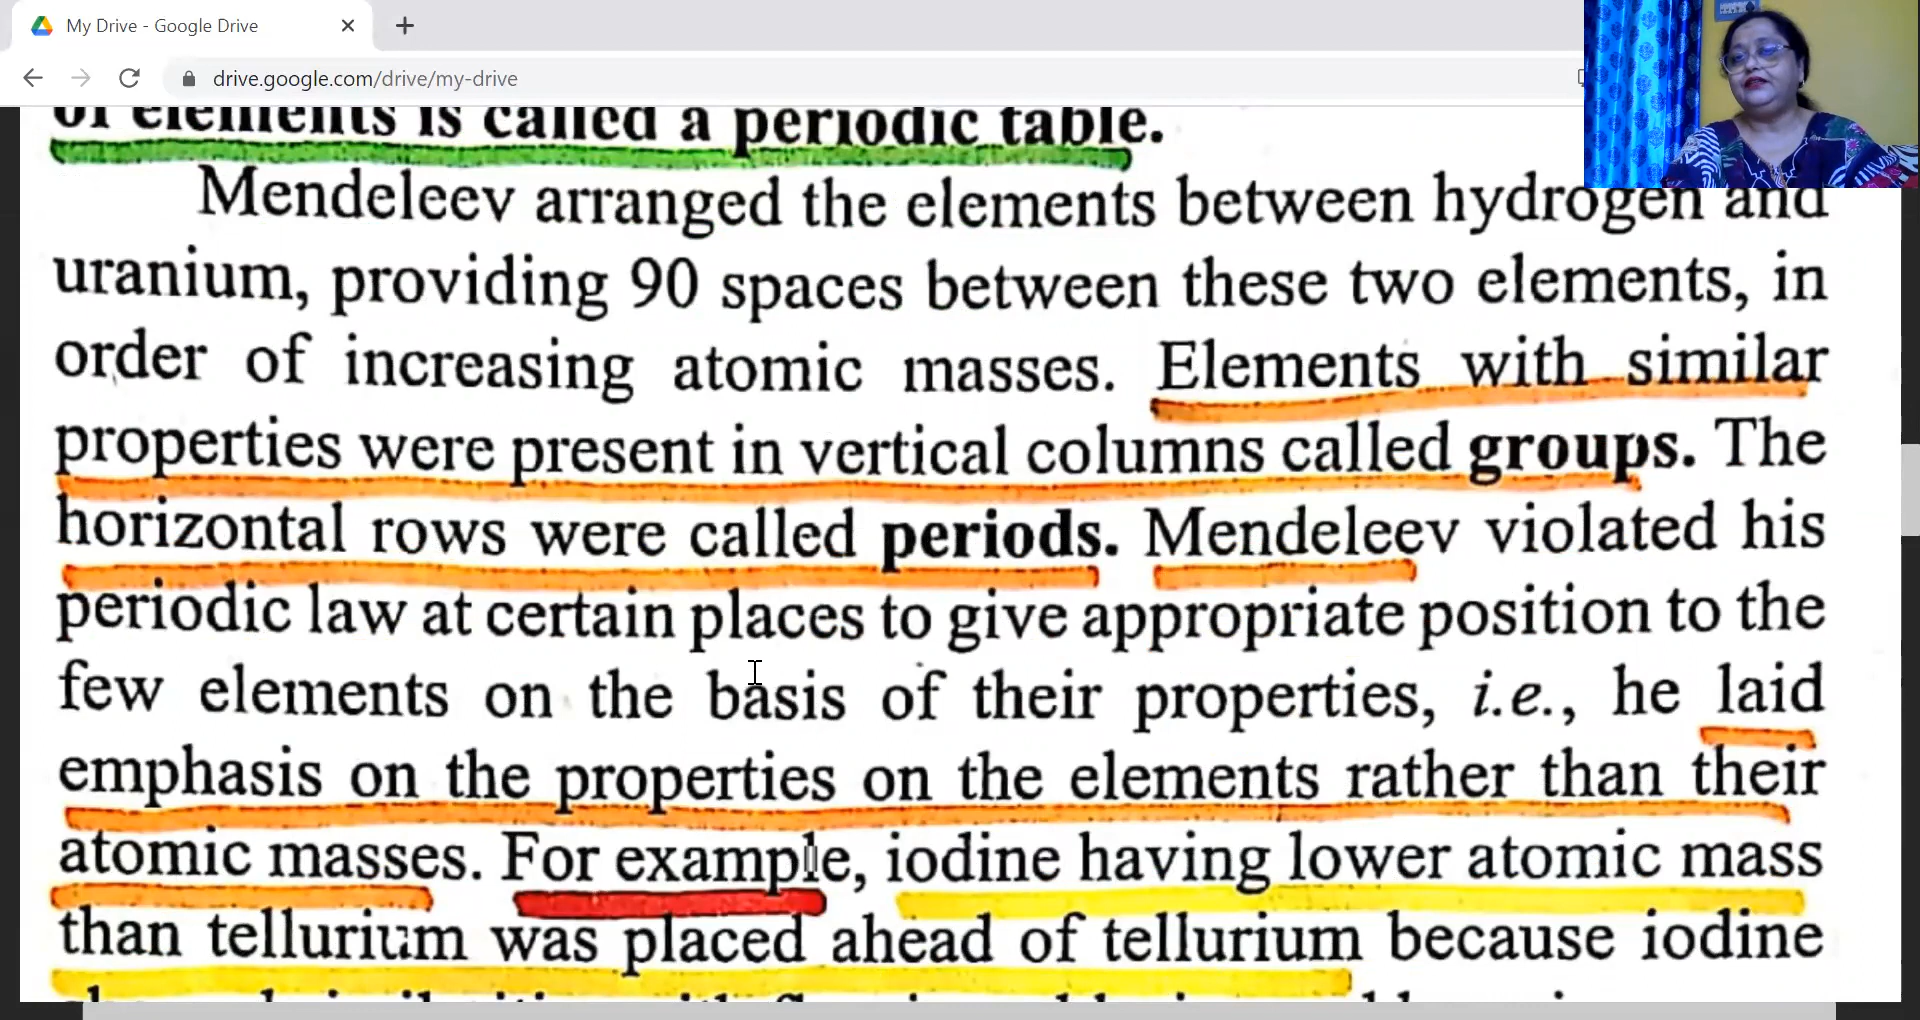 My Drive - Google Drive
drive.google.com/drive/my-drive
of elements is called a periodic table.
Mendeleev arranged the elements between hydrogen and
uranium, providing 90 spaces between these two elements, in
order of increasing atomic masses. Elements with similar
properties were present in vertical columns called groups. The
horizontal rows were called periods. Mendeleev violated his
periodic law at certain places to give appropriate position to the
few elements on the basis of their properties, i.e., he laid
emphasis on the properties on the elements rather than their
atomic masses. For example, iodine having lower atomic mass
than tellurium was placed ahead of tellurium because iodine